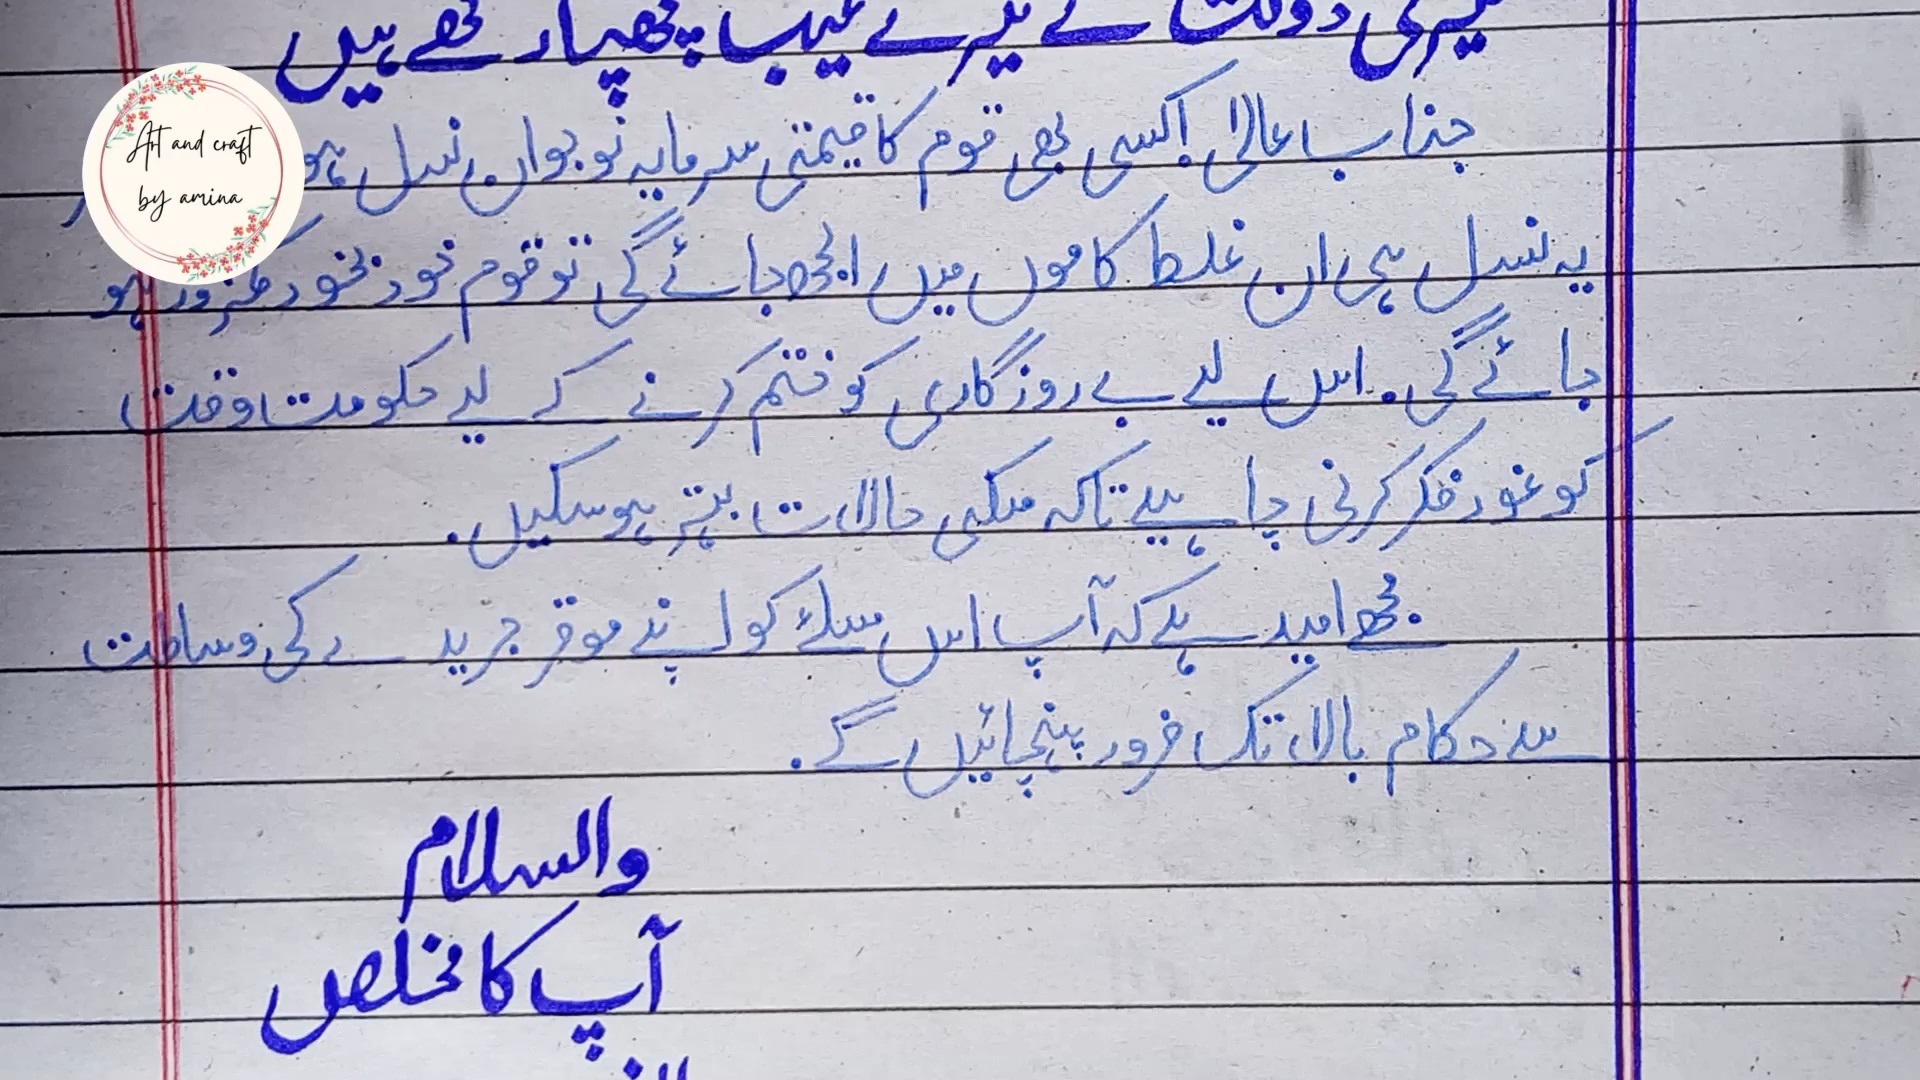 تیری دولت نے تیرے عیب چھپا رکھے ہیں
Art and craft
by amina
جناب عالی! کسی بھی قوم کا قیمتی سرمایہ نوجوان نسل ہو
یہ نسل ہی ان غلط کاموں میں الجھ جائے گی تو قوم خود بخود کمزور ہو
جائے گی۔ اس لیے بے روزگاری کو ختم کرنے کے لیے حکومت وقت
کو غور فکر کرنی چاہیے تاکہ ملکی حالات بہتر ہو سکیں۔
مجھے امید ہے کہ آپ اس مسلئے کو اپنے موقر جریدے کی وساطت
سے حکام بالا تک ضرور پہنچائیں گے۔
والسلام
آپ کا مخلص